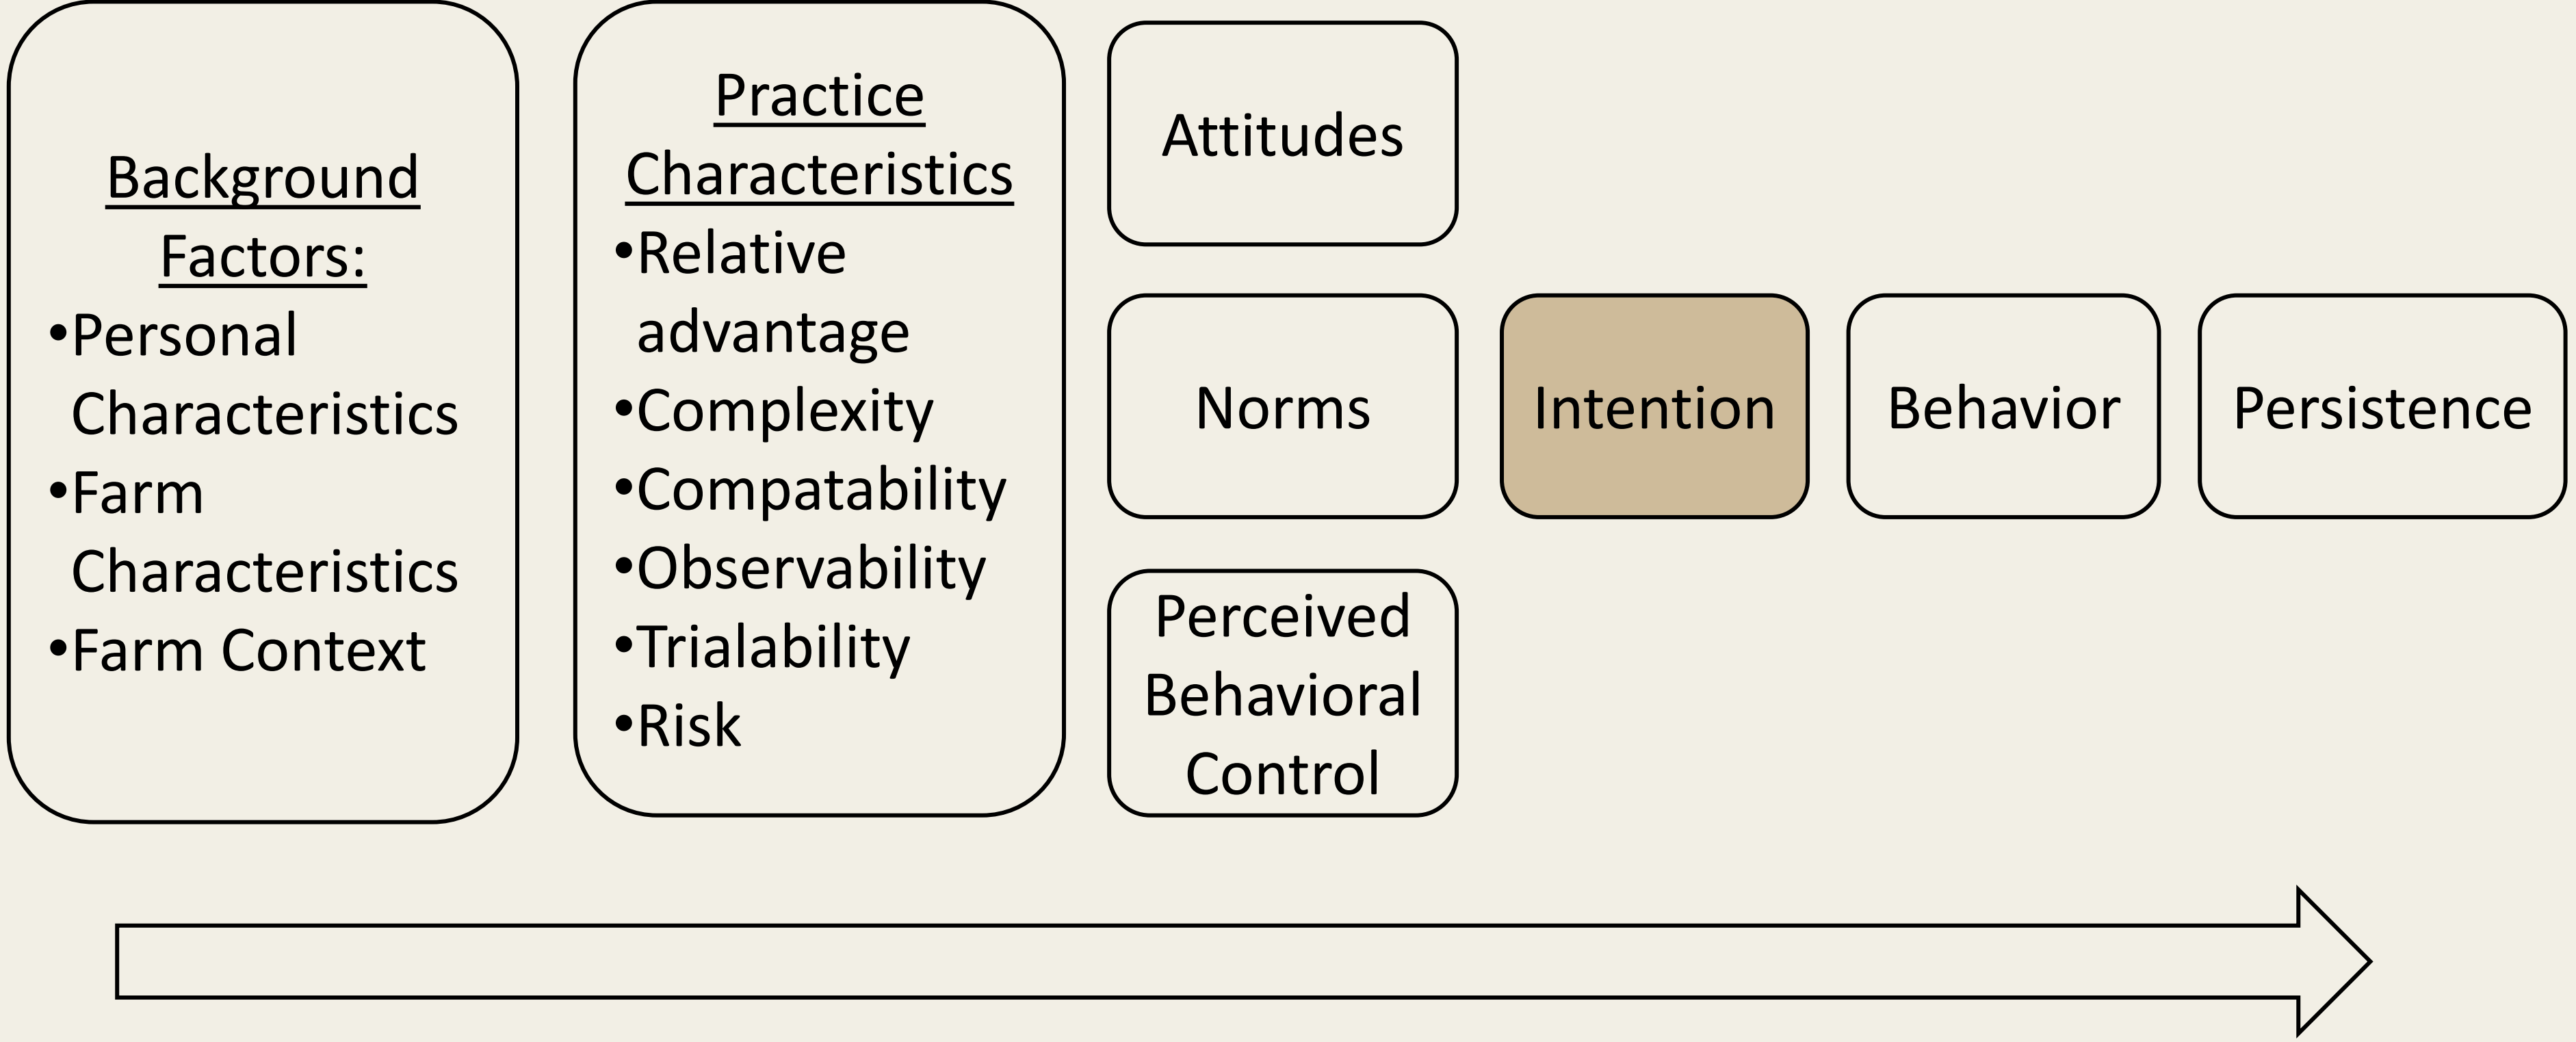 Background
Factors:
•Personal
Characteristics
•Farm
Characteristics
•Farm Context
Practice
Characteristics
•Relative
advantage
•Complexity
•Compatability
•Observability
•Trialability
•Risk
Attitudes
Norms
Perceived
Behavioral
Control
Intention
Behavior
Persistence